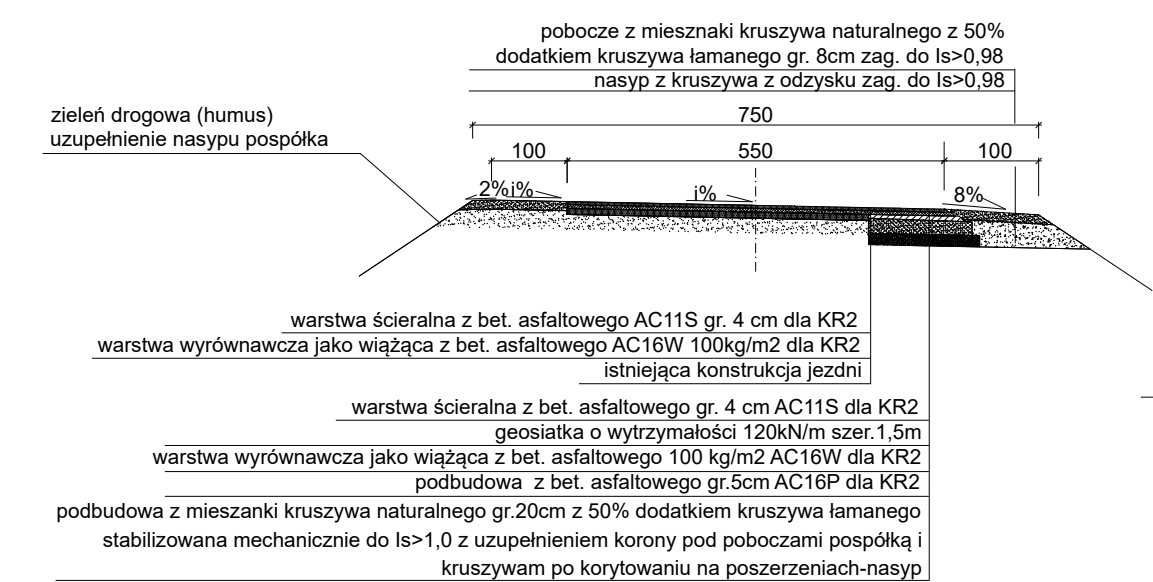 pobocze z miesznaki kruszywa naturalnego z 50%
dodatkiem kruszywa łamanego gr. 8cm zag. do Is>0,98
nasyp z kruszywa z odzysku zag. do Is>0,98
zieleń drogowa (humus)
uzupełnienie nasypu pospółka
750
100
550
100
2%
i%
i%
8%
warstwa ścieralna z bet. asfaltowego AC11S gr. 4 cm dla KR2
warstwa wyrównawcza jako wiążąca z bet. asfaltowego AC16W 100kg/m2 dla KR2
istniejąca konstrukcja jezdni
warstwa ścieralna z bet. asfaltowego gr. 4 cm AC11S dla KR2
geosiatka o wytrzymałości 120kN/m szer.1,5m
warstwa wyrównawcza jako wiążąca z bet. asfaltowego 100 kg/m2 AC16W dla KR2
podbudowa z bet. asfaltowego gr.5cm AC16P dla KR2
podbudowa z mieszanki kruszywa naturalnego gr.20cm z 50% dodatkiem kruszywa łamanego
stabilizowana mechanicznie do Is>1,0 z uzupełnieniem korony pod poboczami pospółką i
kruszywam po korytowaniu na poszerzeniach-nasyp